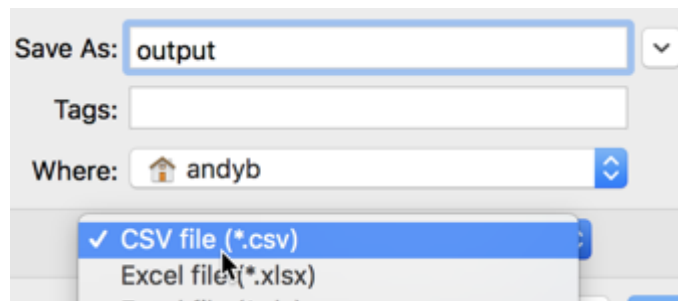 Save As: output
Tags:
Where: andyb
CSV file (*.csv)
Excel file (*.xlsx)